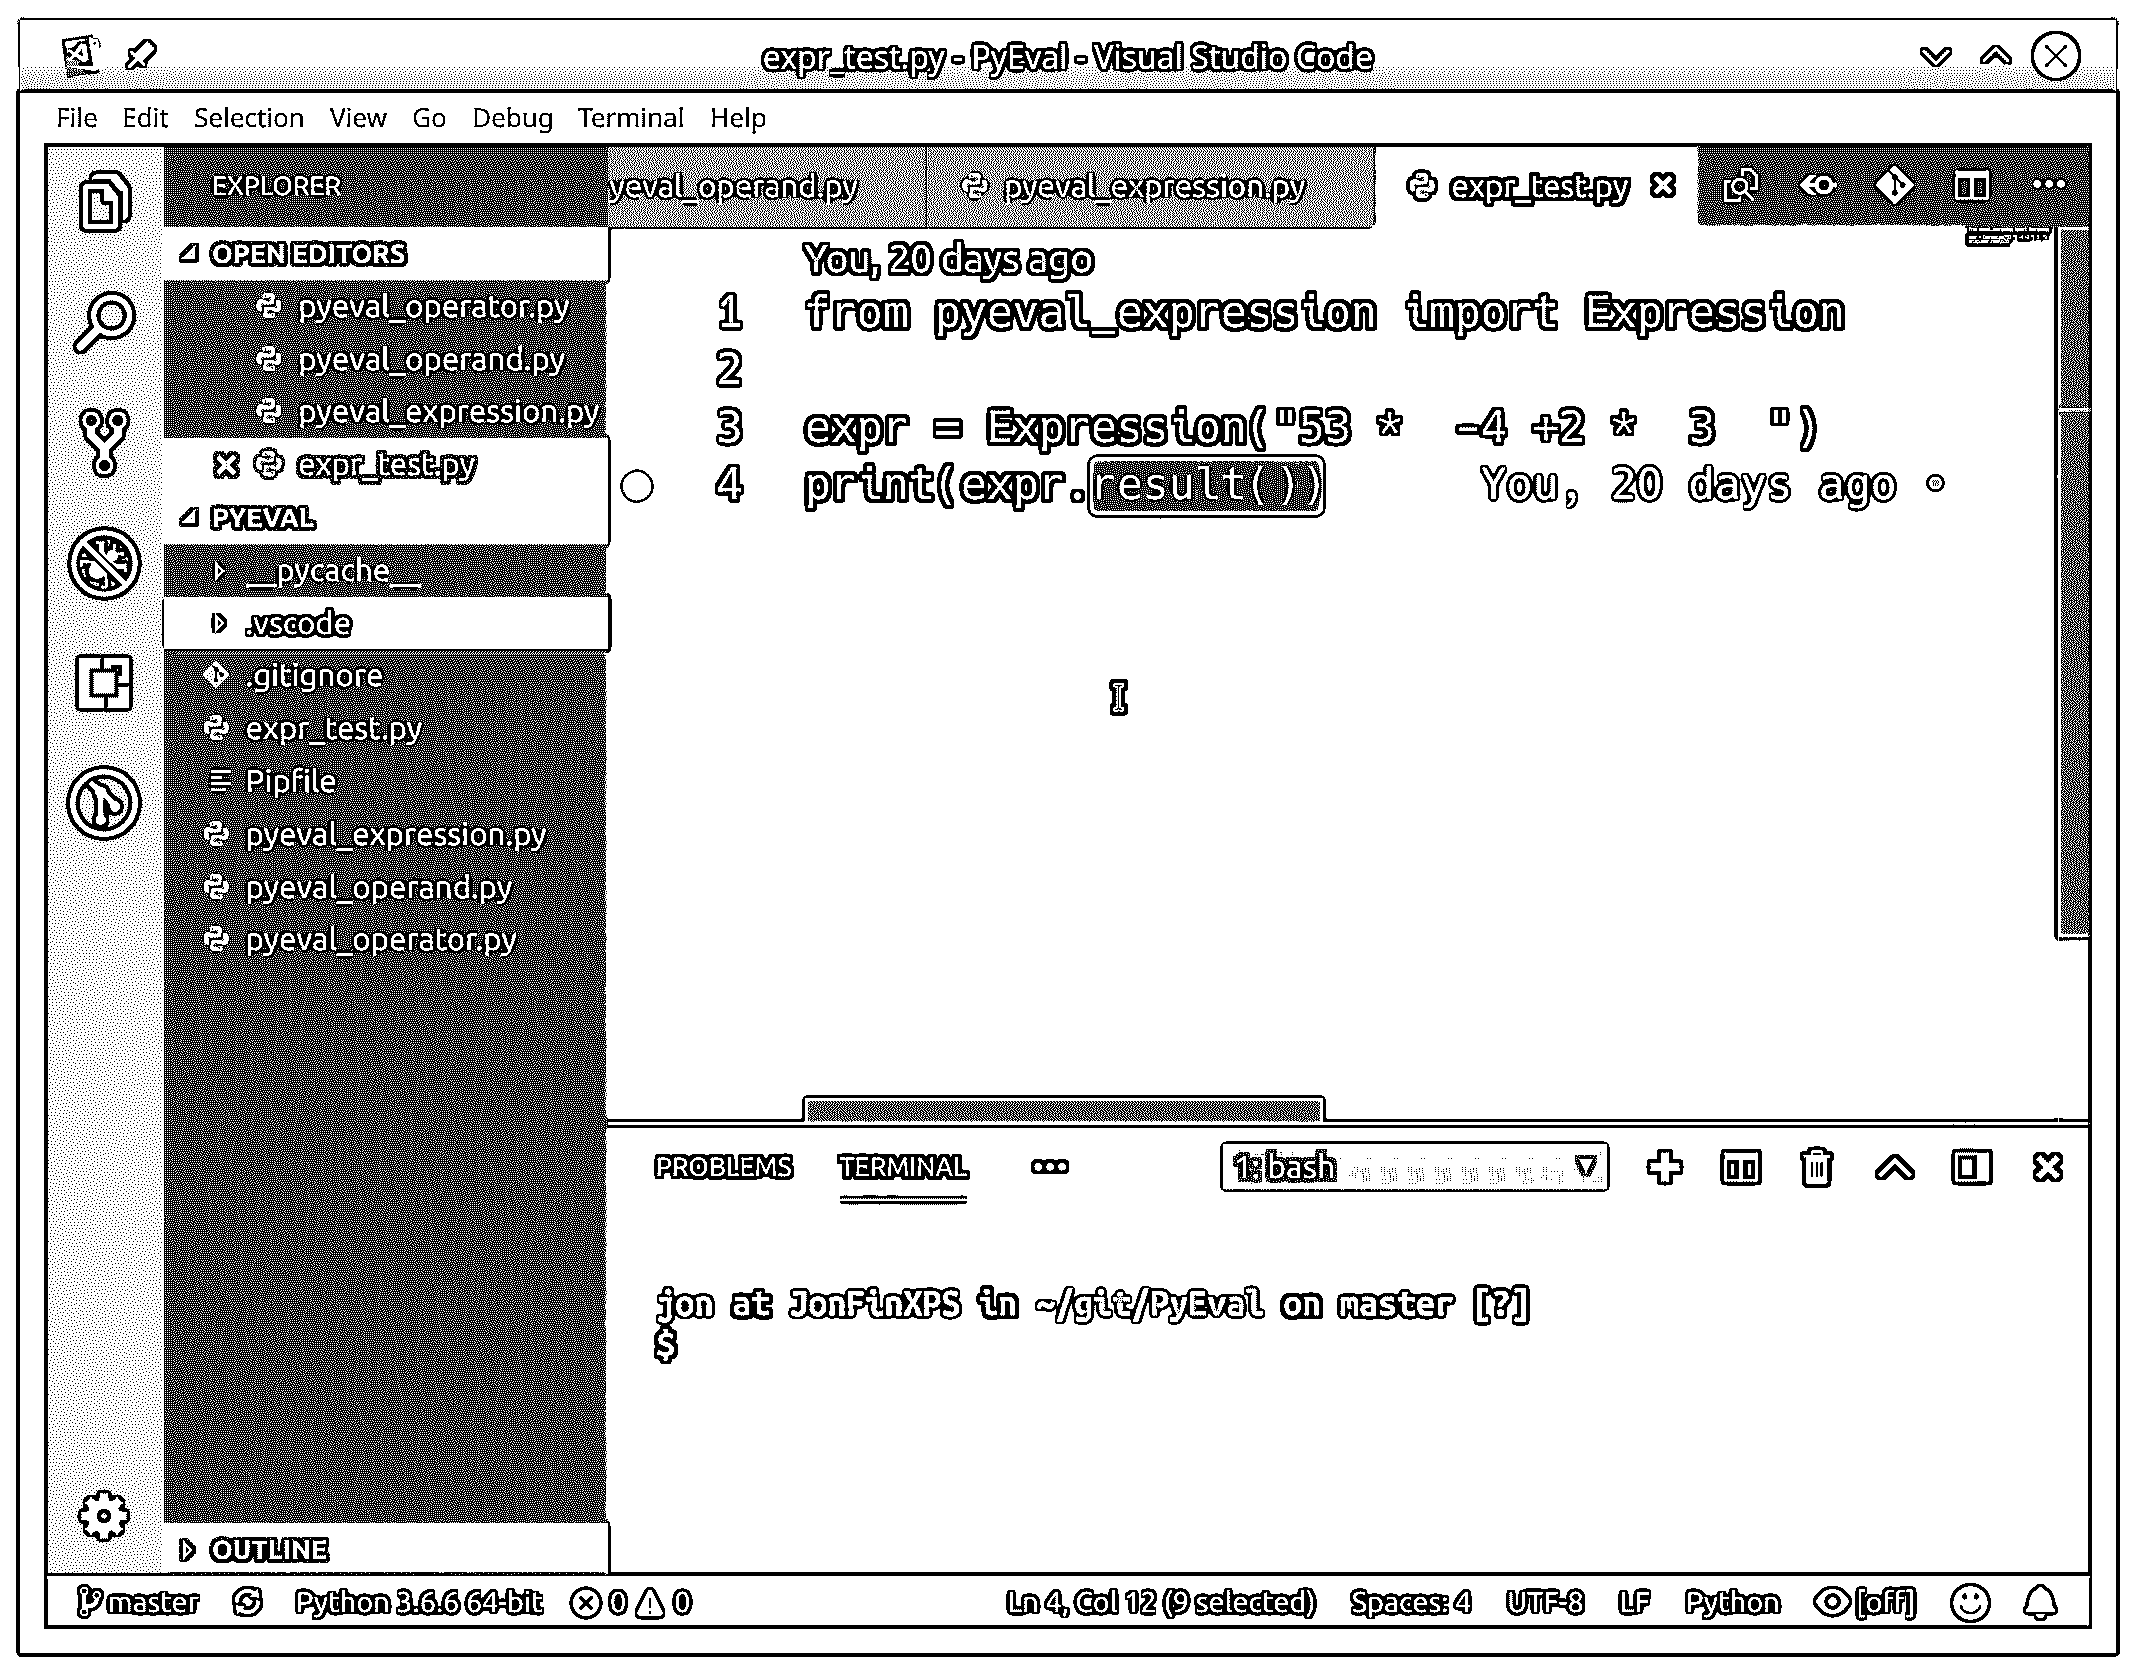 expr_test.py - PyEval - Visual Studio Code
File Edit Selection View Go Debug Terminal Help
EXPLORER
yeval_operand.py pyeval_expression.py expr_test.py
OPEN EDITORS
pyeval_operator.py
pyeval_operand.py
pyeval_expression.py
expr_test.py
PYEVAL
__pycache__
.vscode
.gitignore
expr_test.py
Pipfile
pyeval_expression.py
pyeval_operand.py
pyeval_operator.py
OUTLINE
You, 20 days ago
1 from pyeval_expression import Expression
2
3 expr = Expression("53 *  -4 +2 *  3  ")
4 print(expr.result()) You, 20 days ago
PROBLEMS TERMINAL 1: bash
jon at JonFinXPS in ~/git/PyEval on master [?]
$
master Python 3.6.6 64-bit 0 0 Ln 4, Col 12 (9 selected) Spaces: 4 UTF-8 LF Python [off]